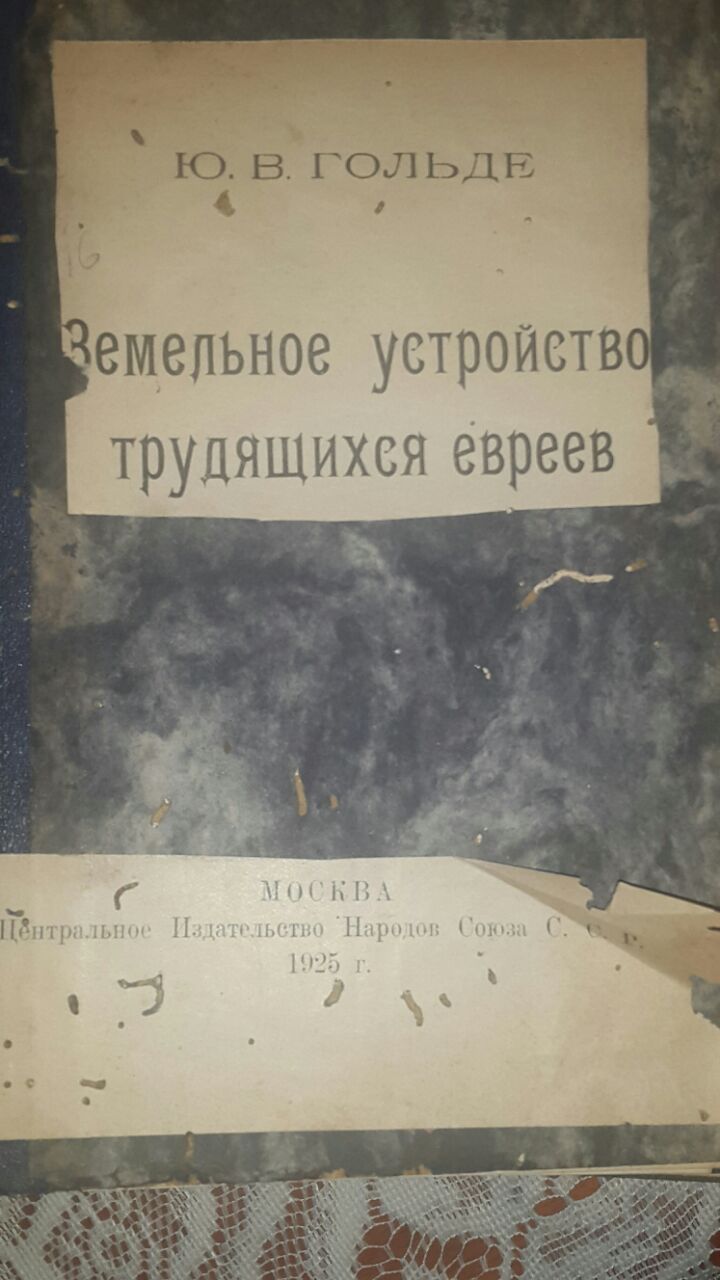 Ю. В. ГОЛЬДЕ
Земельное устройство
трудящихся евреев
МОСКВА
Центральное Издательство Народов Союза С. С. Р.
1925 г.